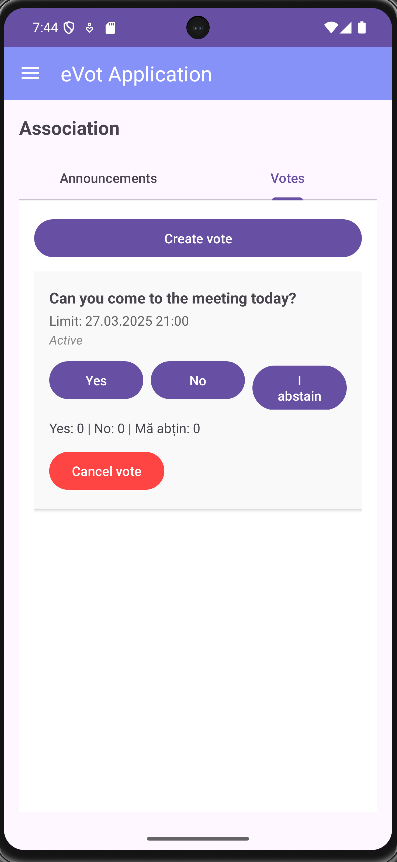 7:44
eVot Application
Association
Announcements Votes
Create vote
Can you come to the meeting today?
Limit: 27.03.2025 21:00
Active
Yes No I
abstain
Yes: 0 | No: 0 | Mă abțin: 0
Cancel vote